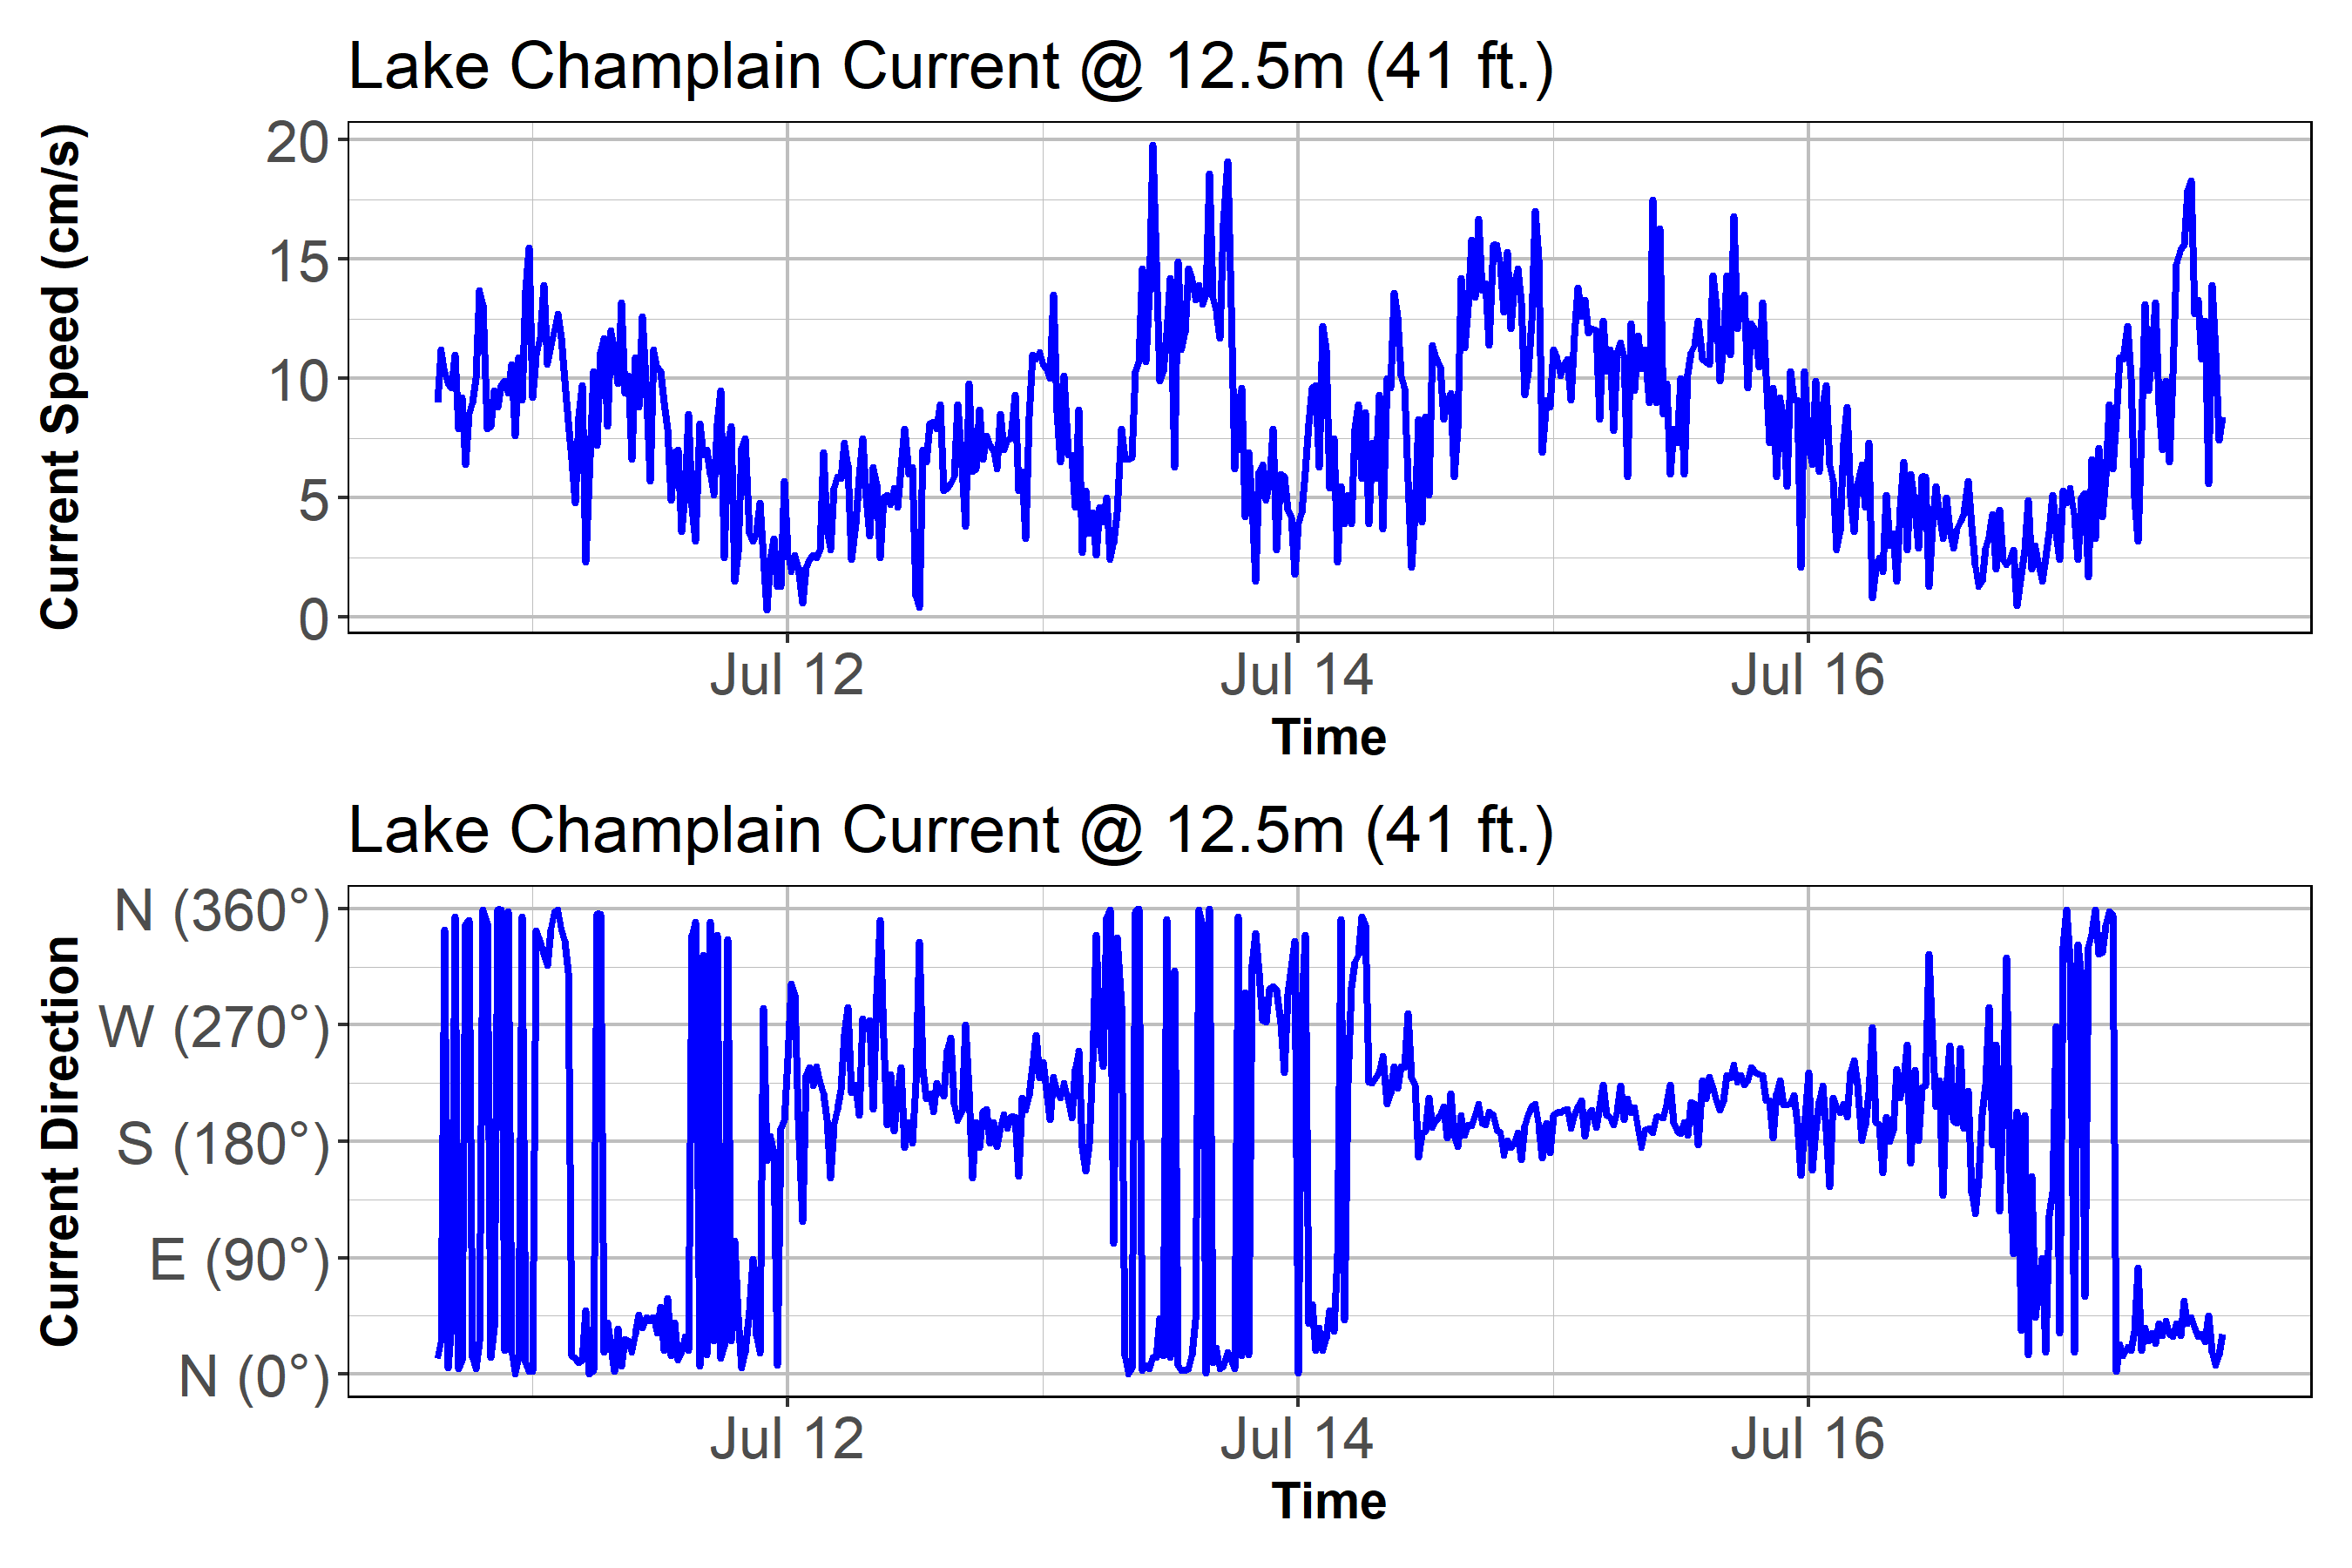 Lake Champlain Current @ 12.5m (41 ft.)
Current Speed (cm/s)
20
15
10
5
0
Jul 12 Jul 14 Jul 16
Time
Lake Champlain Current @ 12.5m (41 ft.)
Current Direction
N (360°)
W (270°)
S (180°)
E (90°)
N (0°)
Jul 12 Jul 14 Jul 16
Time